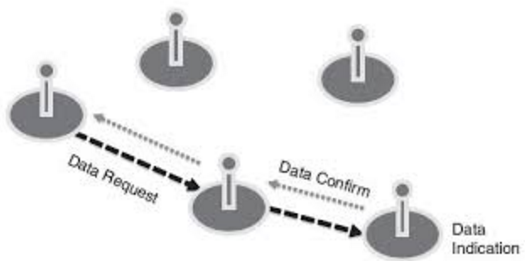 Data Request
Data Confirm
Data
Indication